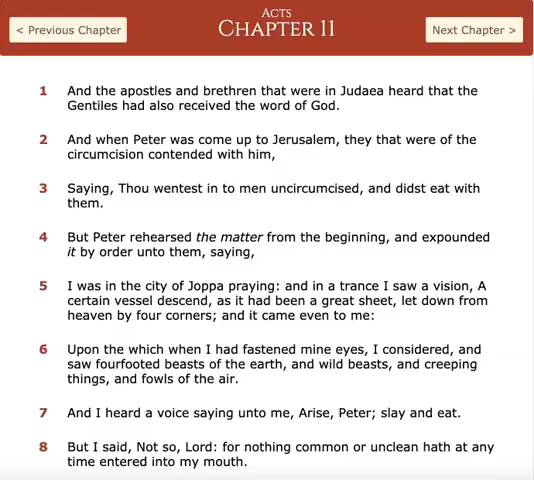 ACTS
< Previous Chapter
CHAPTER 11
Next Chapter >
1 And the apostles and brethren that were in Judaea heard that the
Gentiles had also received the word of God.
2 And when Peter was come up to Jerusalem, they that were of the
circumcision contended with him,
3 Saying, Thou wentest in to men uncircumcised, and didst eat with
them.
4 But Peter rehearsed the matter from the beginning, and expounded
it by order unto them, saying,
5 I was in the city of Joppa praying: and in a trance I saw a vision, A
certain vessel descend, as it had been a great sheet, let down from
heaven by four corners; and it came even to me:
6 Upon the which when I had fastened mine eyes, I considered, and
saw fourfooted beasts of the earth, and wild beasts, and creeping
things, and fowls of the air.
7 And I heard a voice saying unto me, Arise, Peter; slay and eat.
8 But I said, Not so, Lord: for nothing common or unclean hath at any
time entered into my mouth.